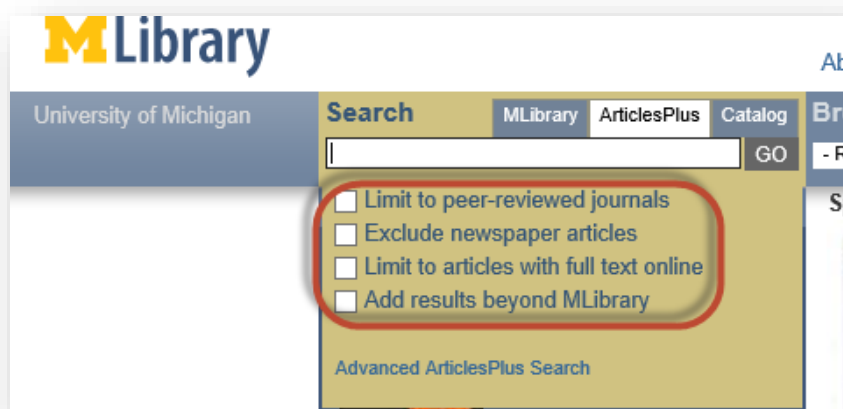 MLibrary
Ab
University of Michigan
Search
MLibrary
ArticlesPlus
Catalog
GO
Limit to peer-reviewed journals
Exclude newspaper articles
Limit to articles with full text online
Add results beyond MLibrary
Advanced ArticlesPlus Search